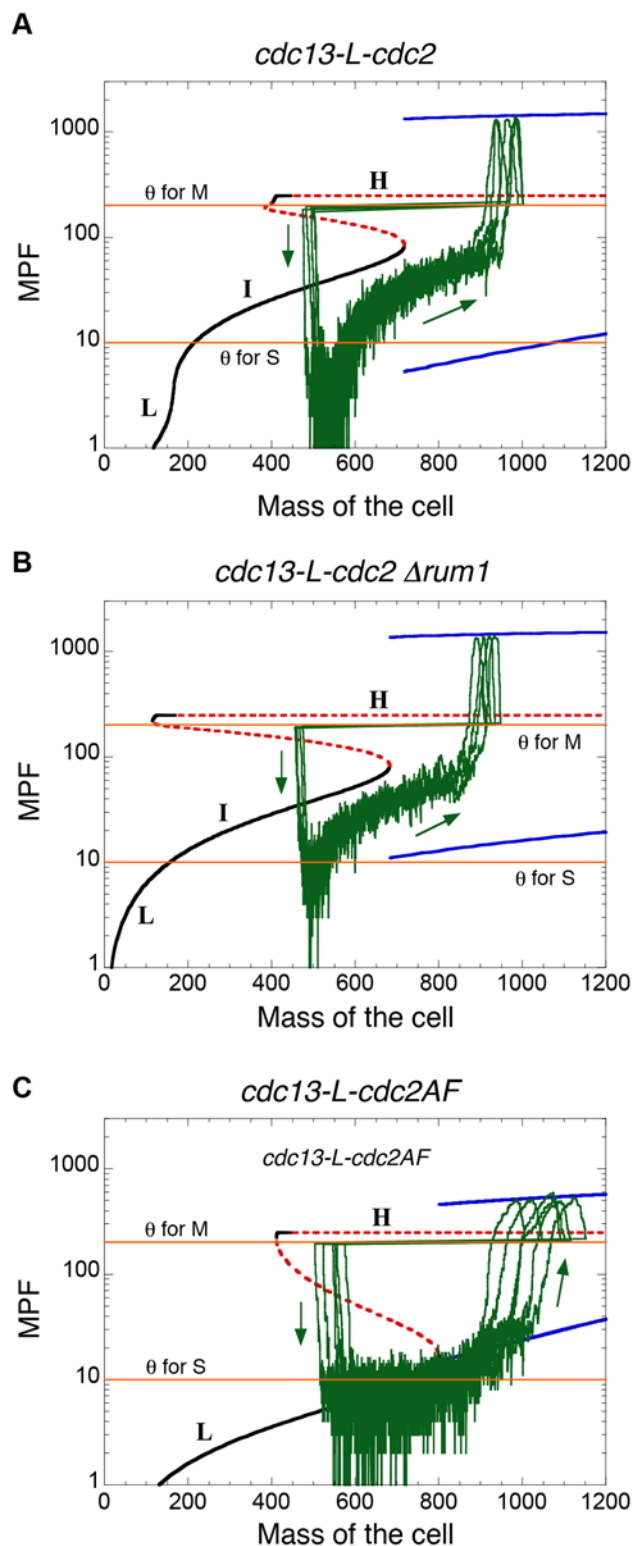 A
cdc13-L-cdc2
1000
θ for M
H
100
MPF
I
10
θ for S
L
1
0 200 400 600 800 1000 1200
Mass of the cell
B
cdc13-L-cdc2 Δrum1
1000
H
θ for M
100
MPF
I
10
L
θ for S
1
0 200 400 600 800 1000 1200
Mass of the cell
C
cdc13-L-cdc2AF
cdc13-L-cdc2AF
1000
θ for M
H
100
MPF
θ for S
10
L
1
0 200 400 600 800 1000 1200
Mass of the cell